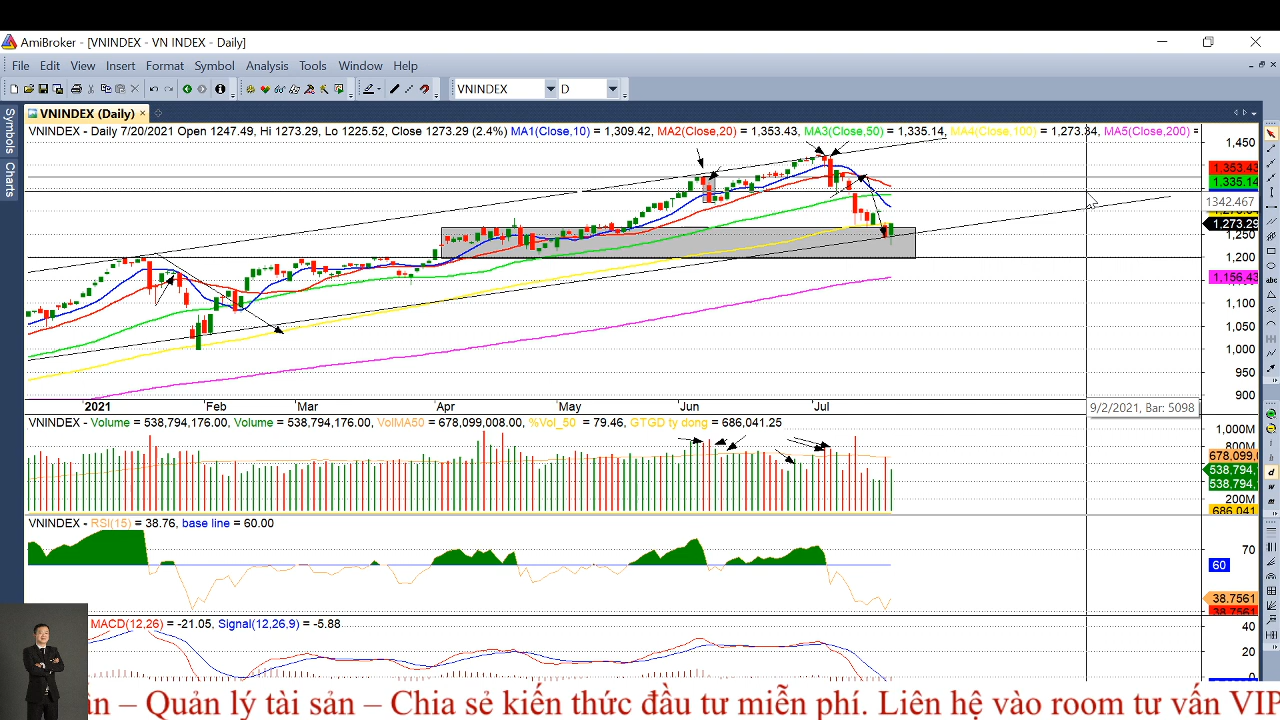 AmiBroker - [VNINDEX - VN INDEX - Daily]
File Edit View Insert Format Symbol Analysis Tools Window Help
VNINDEX D
VNINDEX (Daily)
Symbols
Charts
VNINDEX - Daily 7/20/2021 Open 1247.49, Hi 1273.29, Lo 1225.52, Close 1273.29 (2.4%) MA1(Close,10) = 1,309.42, MA2(Close,20) = 1,353.43, MA3(Close,50) = 1,335.14, MA4(Close,100) = 1,273.34, MA5(Close,200) =
1,450
1,353.43
1,335.14
1342.467
1,273.29
1,250
1,200
1,156.43
1,100
1,050
1,000
950
900
2021 Feb Mar Apr May Jun Jul
9/2/2021, Bar: 5098
VNINDEX - Volume = 538,794,176.00, Volume = 538,794,176.00, VolMA50 = 678,099,008.00, %Vol_50 = 79.46, GTGD ty dong = 686,041.25
1,000M
800M
678,099,0
538,794,
538,794,
200M
686,041
VNINDEX - RSI(15) = 38.76, base line = 60.00
70
60
38.7561
38.7561
MACD(12,26) = -21.05, Signal(12,26,9) = -5.88
40
20
0
– Quản lý tài sản – Chia sẻ kiến thức đầu tư miễn phí. Liên hệ vào room tư vấn VIP